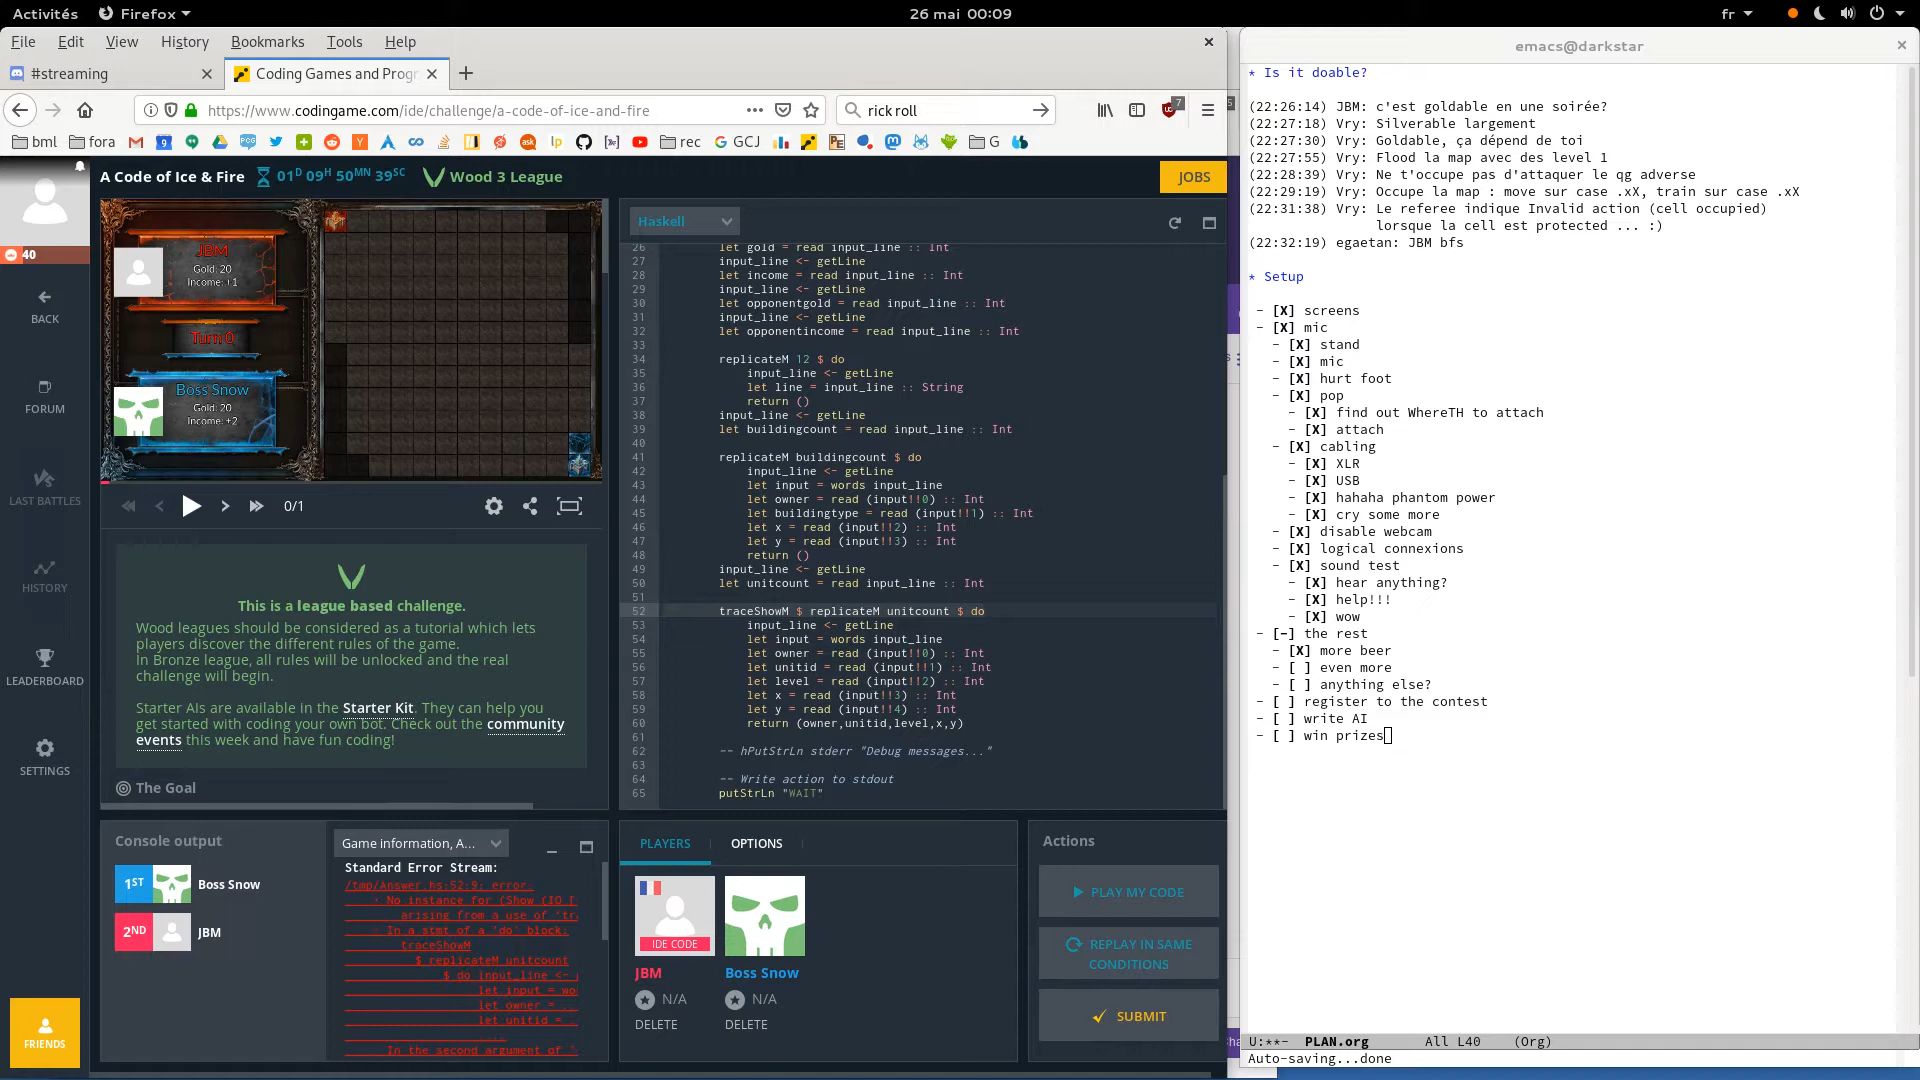 Activités
Firefox
26 mai 00:09
fr
File Edit View History Bookmarks Tools Help
#streaming
Coding Games and Progr
https://www.codingame.com/ide/challenge/a-code-of-ice-and-fire
rick roll
7
bml
fora
rec
GCJ
G
A Code of Ice & Fire
01D 09H 50MN 39SC
Wood 3 League
JOBS
40
BACK
FORUM
LAST BATTLES
HISTORY
LEADERBOARD
SETTINGS
FRIENDS
JBM
Gold: 20
Income: +1
Turn 0
Boss Snow
Gold: 20
Income: +2
0/1
This is a league based challenge.
Wood leagues should be considered as a tutorial which lets
players discover the different rules of the game.
In Bronze league, all rules will be unlocked and the real
challenge will begin.
Starter AIs are available in the Starter Kit. They can help you
get started with coding your own bot. Check out the community
events this week and have fun coding!
The Goal
Haskell
26 let gold = read input_line :: Int
27 input_line <- getLine
28 let income = read input_line :: Int
29 input_line <- getLine
30 let opponentgold = read input_line :: Int
31 input_line <- getLine
32 let opponentincome = read input_line :: Int
33
34 replicateM 12 $ do
35 input_line <- getLine
36 let line = input_line :: String
37 return ()
38 input_line <- getLine
39 let buildingcount = read input_line :: Int
40
41 replicateM buildingcount $ do
42 input_line <- getLine
43 let input = words input_line
44 let owner = read (input!!0) :: Int
45 let buildingtype = read (input!!1) :: Int
46 let x = read (input!!2) :: Int
47 let y = read (input!!3) :: Int
48 return ()
49 input_line <- getLine
50 let unitcount = read input_line :: Int
51
52 traceShowM $ replicateM unitcount $ do
53 input_line <- getLine
54 let input = words input_line
55 let owner = read (input!!0) :: Int
56 let unitid = read (input!!1) :: Int
57 let level = read (input!!2) :: Int
58 let x = read (input!!3) :: Int
59 let y = read (input!!4) :: Int
60 return (owner,unitid,level,x,y)
61
62 -- hPutStrLn stderr "Debug messages..."
63
64 -- Write action to stdout
65 putStrLn "WAIT"
Console output
1ST Boss Snow
2ND JBM
Game information, A...
Standard Error Stream:
/tmp/Answer.hs:52:9: error:
· No instance for (Show (IO [
arising from a use of 'tr
· In a stmt of a 'do' block:
traceShowM
$ replicateM unitcount
$ do input_line <-
let input = wo
let owner = ..
let unitid = .
....
In the second argument of '
PLAYERS
OPTIONS
IDE CODE
JBM
N/A
DELETE
Boss Snow
N/A
DELETE
Actions
PLAY MY CODE
REPLAY IN SAME
CONDITIONS
SUBMIT
emacs@darkstar
* Is it doable?
(22:26:14) JBM: c'est goldable en une soirée?
(22:27:18) Vry: Silverable largement
(22:27:30) Vry: Goldable, ça dépend de toi
(22:27:55) Vry: Flood la map avec des level 1
(22:28:39) Vry: Ne t'occupe pas d'attaquer le qg adverse
(22:29:19) Vry: Occupe la map : move sur case .xX, train sur case .xX
(22:31:38) Vry: Le referee indique Invalid action (cell occupied)
lorsque la cell est protected ... :)
(22:32:19) egaetan: JBM bfs
* Setup
- [X] screens
- [X] mic
- [X] stand
- [X] mic
- [X] hurt foot
- [X] pop
- [X] find out WhereTH to attach
- [X] attach
- [X] cabling
- [X] XLR
- [X] USB
- [X] hahaha phantom power
- [X] cry some more
- [X] disable webcam
- [X] logical connexions
- [X] sound test
- [X] hear anything?
- [X] help!!!
- [X] wow
- [-] the rest
- [X] more beer
- [ ] even more
- [ ] anything else?
- [ ] register to the contest
- [ ] write AI
- [ ] win prizes
U:**- PLAN.org All L40 (Org)
Auto-saving...done